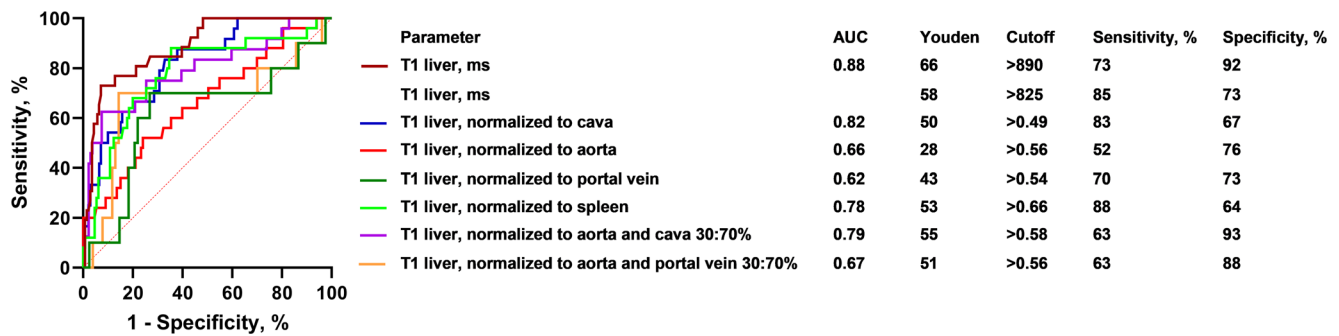 100
80
60
40
20
0
Sensitivity, %
0 20 40 60 80 100
1 - Specificity, %
Parameter AUC Youden Cutoff Sensitivity, % Specificity, %
T1 liver, ms 0.88 66 >890 73 92
T1 liver, ms 58 >825 85 73
T1 liver, normalized to cava 0.82 50 >0.49 83 67
T1 liver, normalized to aorta 0.66 28 >0.56 52 76
T1 liver, normalized to portal vein 0.62 43 >0.54 70 73
T1 liver, normalized to spleen 0.78 53 >0.66 88 64
T1 liver, normalized to aorta and cava 30:70% 0.79 55 >0.58 63 93
T1 liver, normalized to aorta and portal vein 30:70% 0.67 51 >0.56 63 88